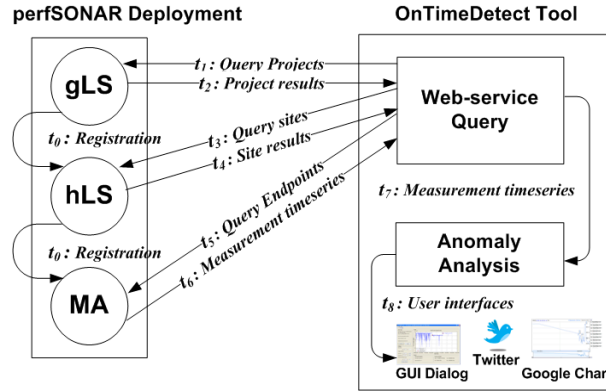 perfSONAR Deployment
OnTimeDetect Tool
gLS
t1: Query Projects
t2: Project results
Web-service
Query
t0: Registration
t3: Query sites
t4: Site results
hLS
t5: Query Endpoints
t6: Measurement timeseries
t7: Measurement timeseries
t0: Registration
MA
Anomaly
Analysis
t8: User interfaces
GUI Dialog
Twitter
Google Char